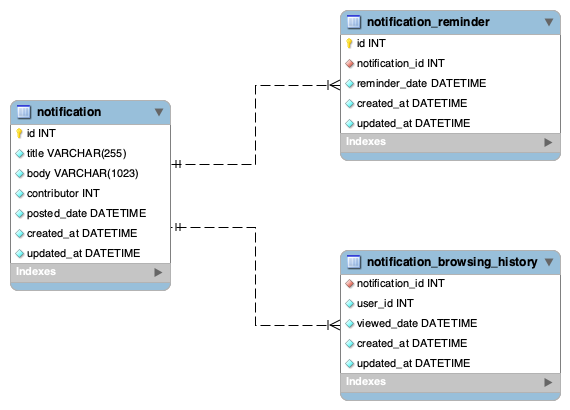 notification
id INT
title VARCHAR(255)
body VARCHAR(1023)
contributor INT
posted_date DATETIME
created_at DATETIME
updated_at DATETIME
Indexes
notification_reminder
id INT
notification_id INT
reminder_date DATETIME
created_at DATETIME
updated_at DATETIME
Indexes
notification_browsing_history
notification_id INT
user_id INT
viewed_date DATETIME
created_at DATETIME
updated_at DATETIME
Indexes